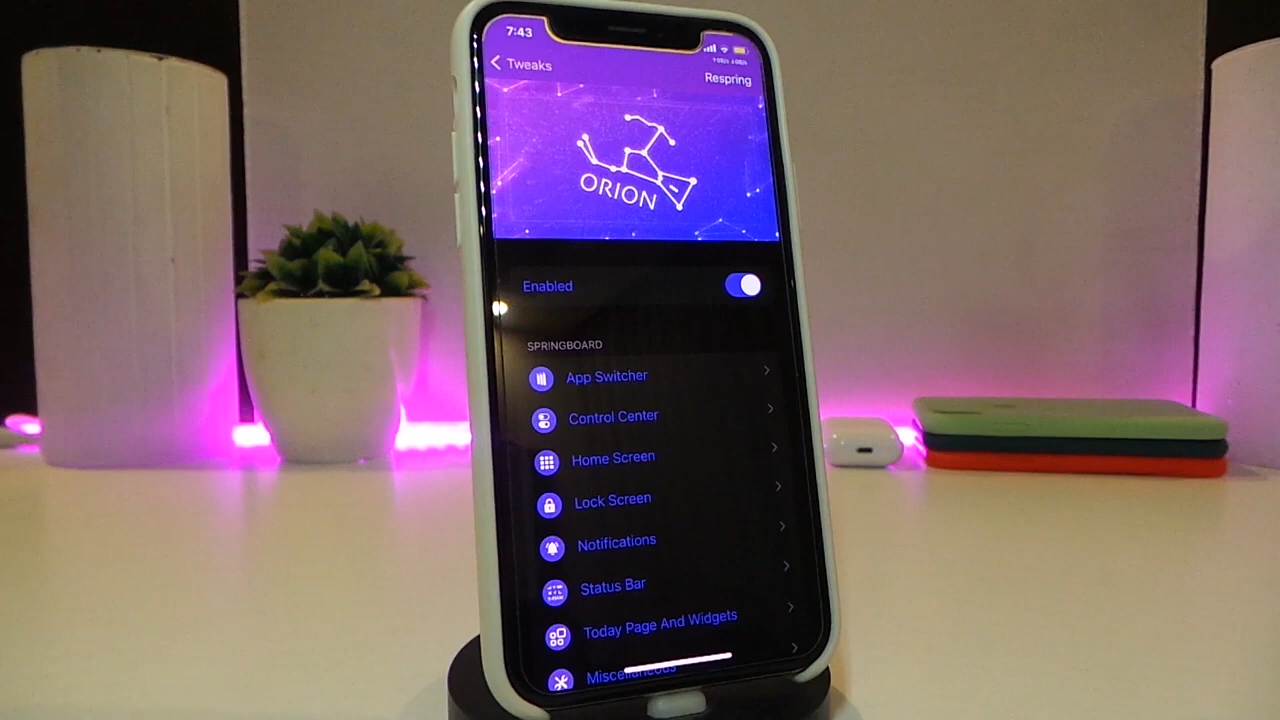 7:43
Tweaks
Respring
ORION
Enabled
SPRINGBOARD
App Switcher
Control Center
Home Screen
Lock Screen
Notifications
Status Bar
Today Page And Widgets
Miscellaneous